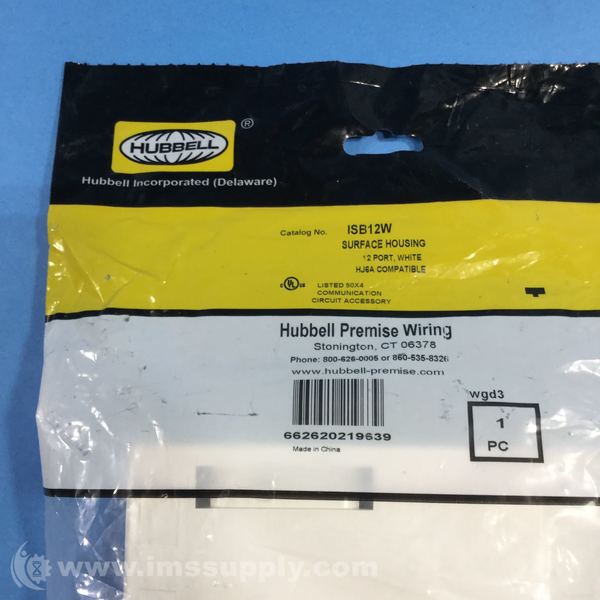 HUBBELL
®
Hubbell Incorporated (Delaware)
Catalog No. ISB12W
SURFACE HOUSING
12 PORT, WHITE
HJ6A COMPATIBLE
c UL us
LISTED 50X4
COMMUNICATION
CIRCUIT ACCESSORY
Hubbell Premise Wiring
Stonington, CT 06378
Phone: 800-626-0005 or 860-535-8326
www.hubbell-premise.com
wgd3
1
PC
662620219639
Made in China
www.imssupply.com